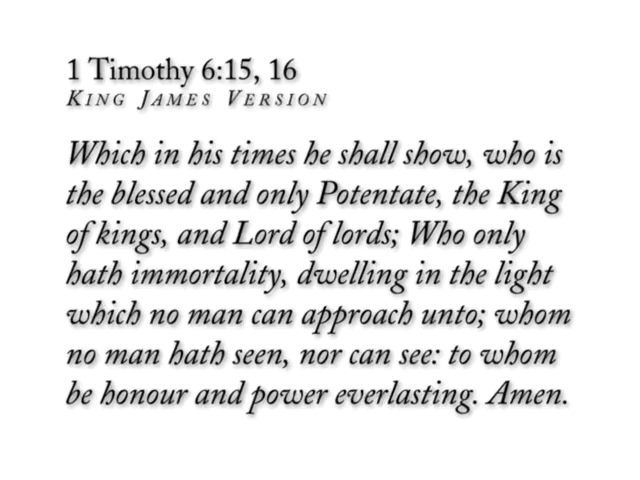 1 Timothy 6:15, 16
King James Version
Which in his times he shall show, who is
the blessed and only Potentate, the King
of kings, and Lord of lords; Who only
hath immortality, dwelling in the light
which no man can approach unto; whom
no man hath seen, nor can see: to whom
be honour and power everlasting. Amen.